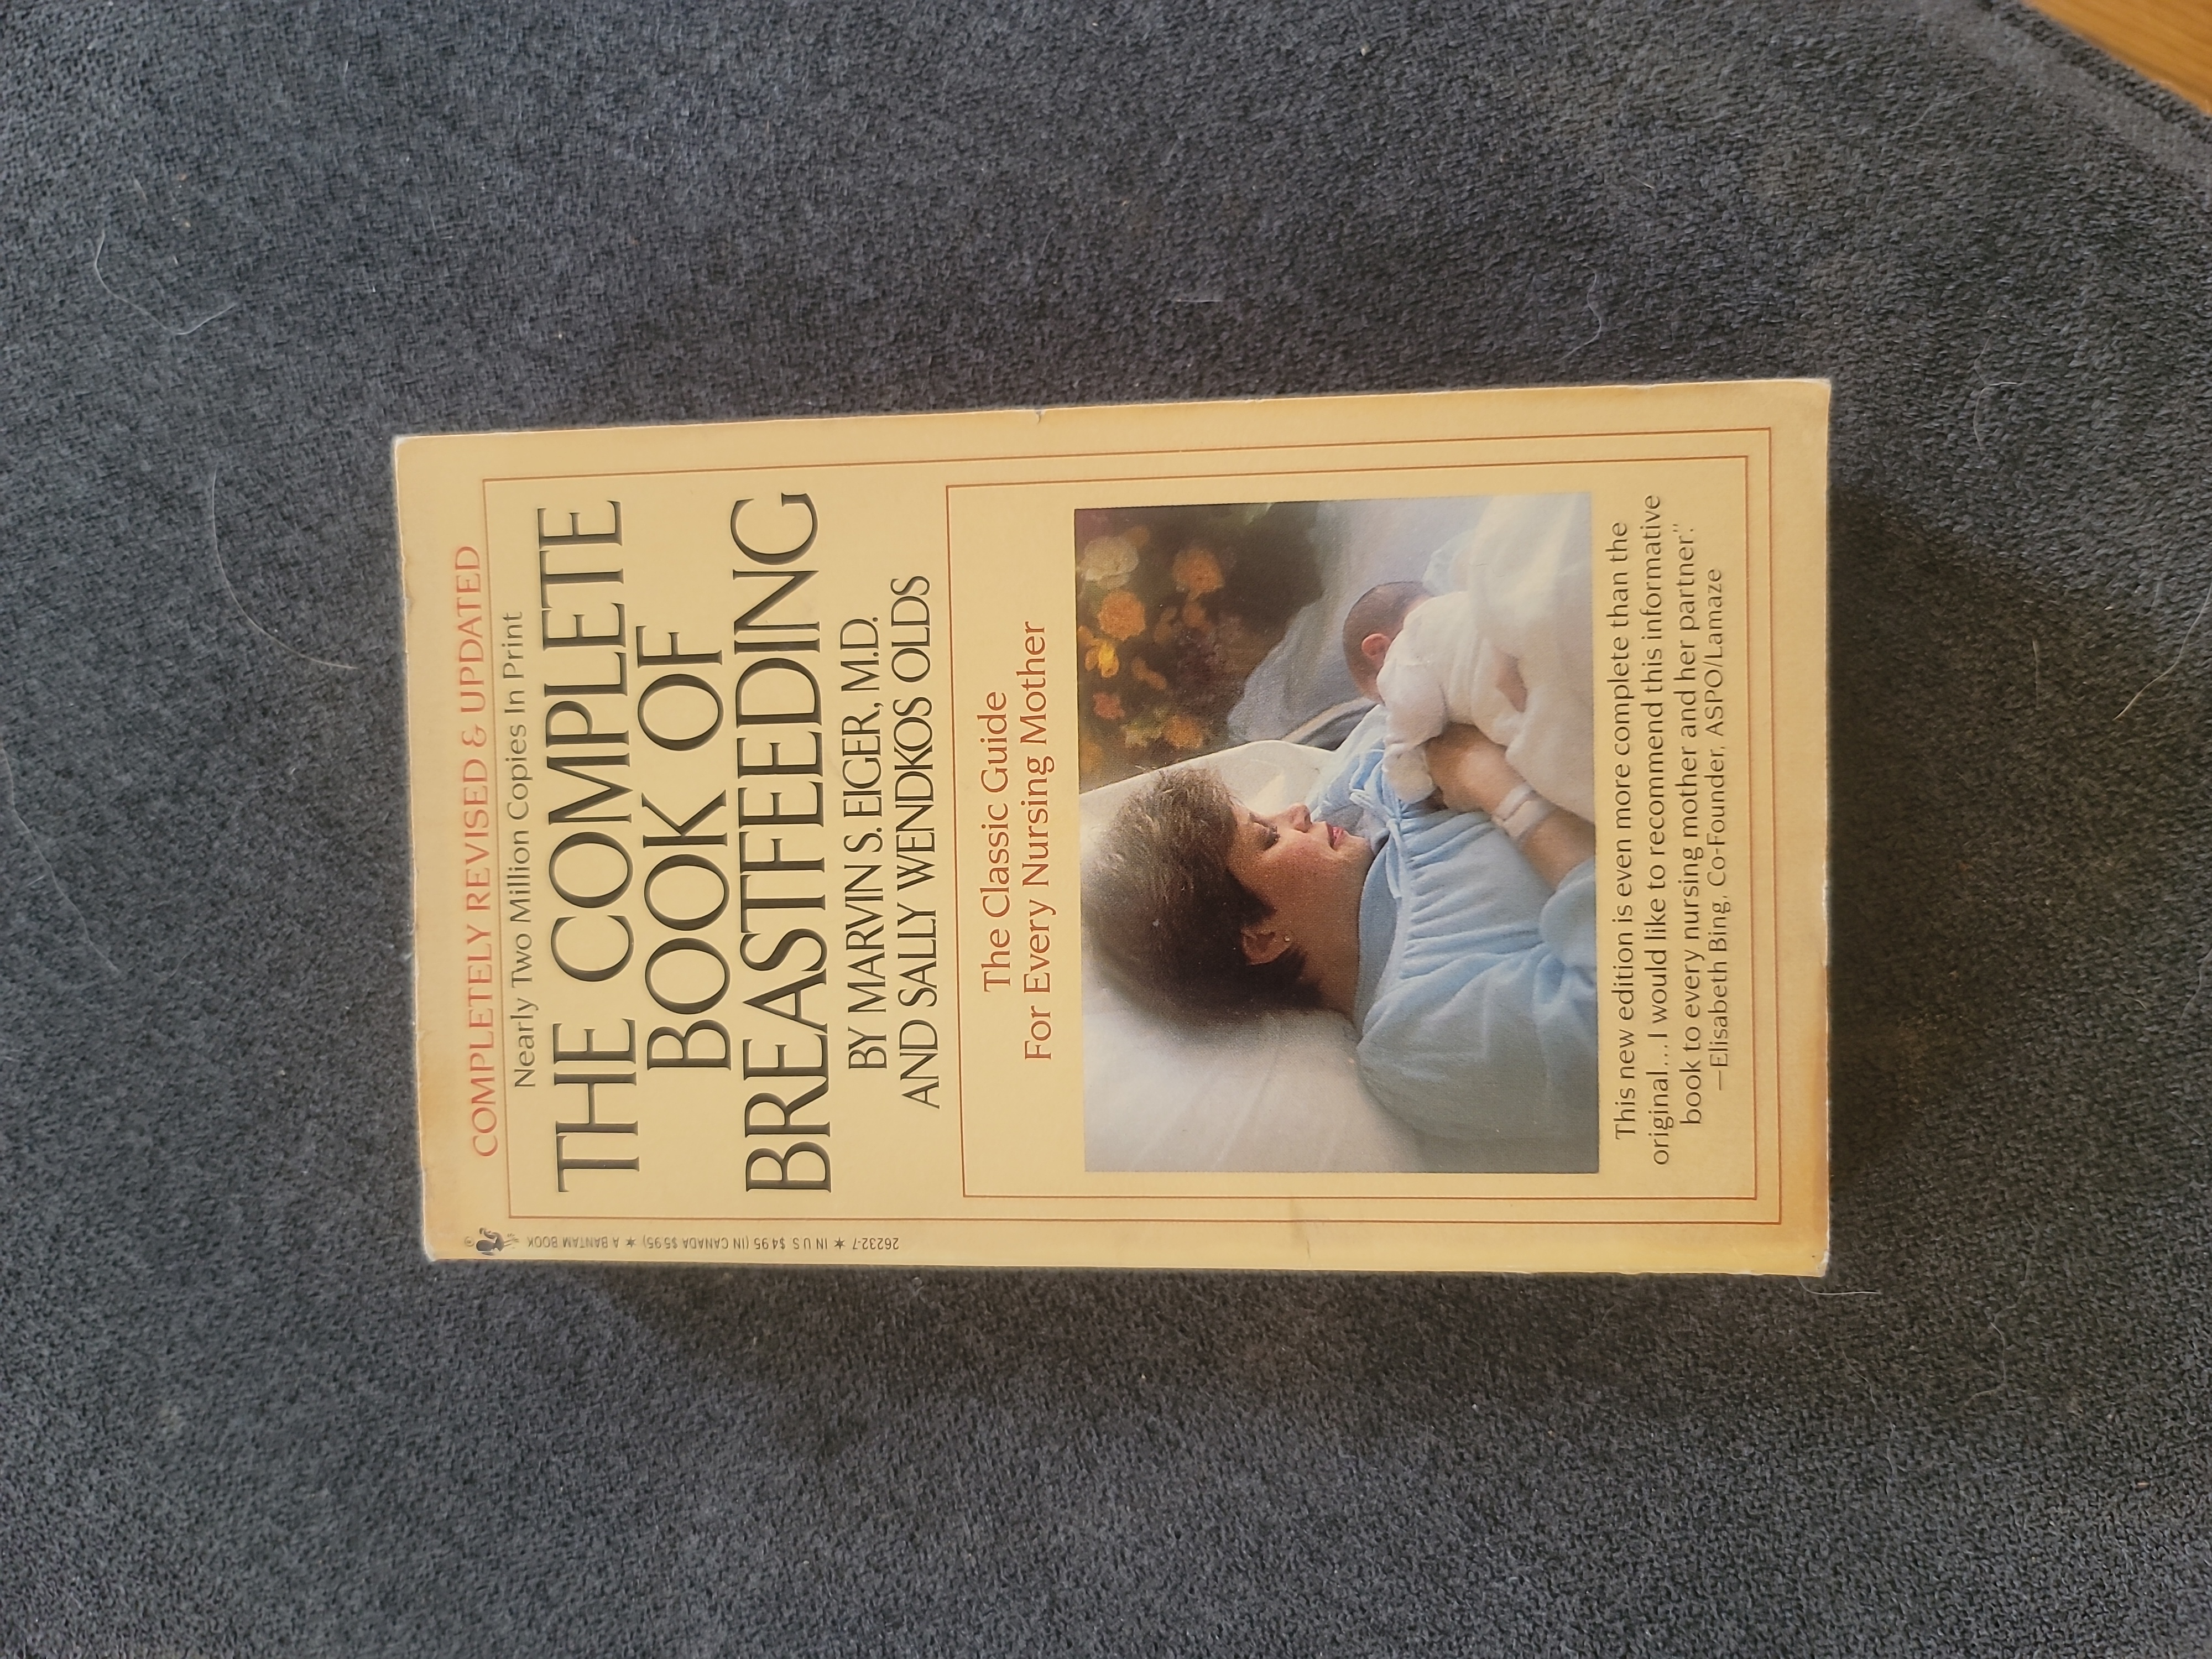 COMPLETELY REVISED & UPDATED
Nearly Two Million Copies In Print
THE COMPLETE
BOOK OF
BREASTFEEDING
BY MARVIN S. EIGER, M.D.
AND SALLY WENDKOS OLDS
The Classic Guide
For Every Nursing Mother
This new edition is even more complete than the
original...I would like to recommend this informative
book to every nursing mother and her partner."
—Elisabeth Bing, Co-Founder, ASPO/Lamaze
26232-7 ★ IN U S $4.95 (IN CANADA $5.95) ★ A BANTAM BOOK
®